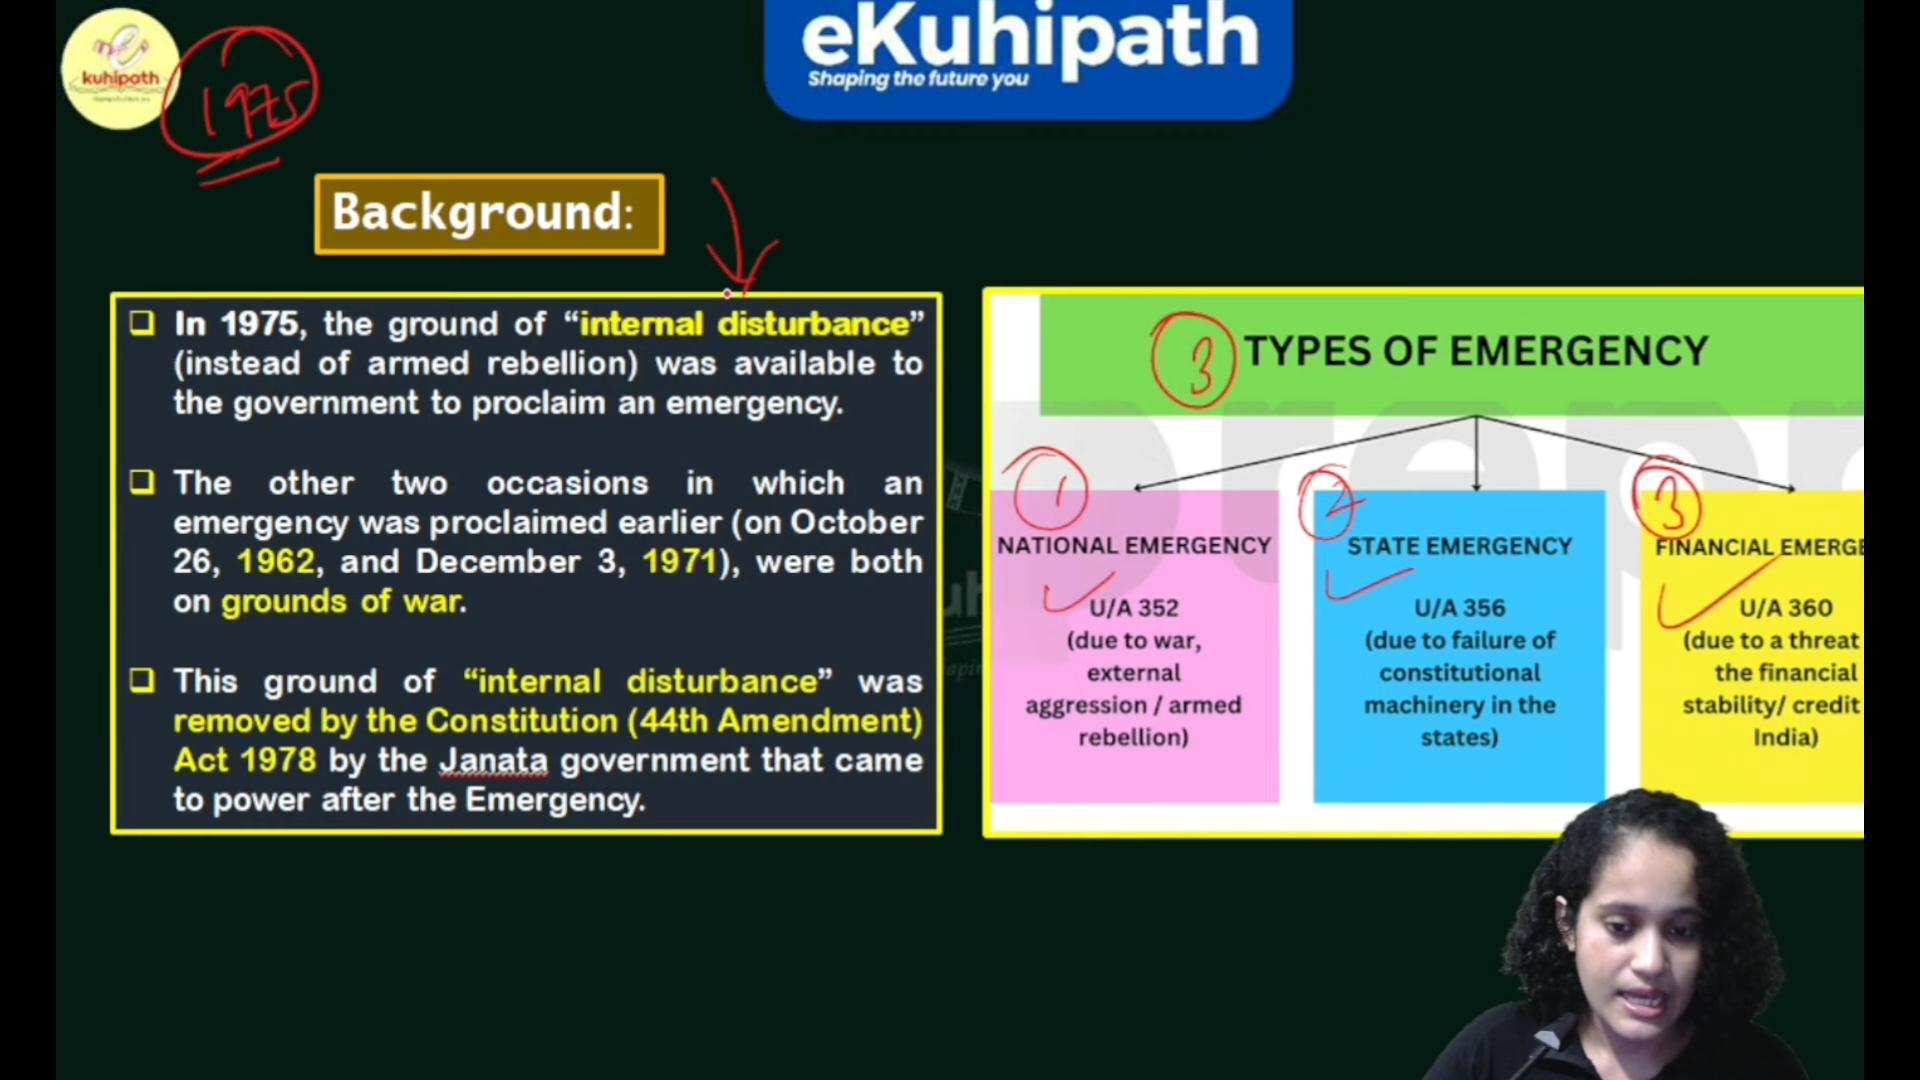 eKuhipath
Shaping the future you
kuhipath
1975
Background:
❑ In 1975, the ground of “internal disturbance”
(instead of armed rebellion) was available to
the government to proclaim an emergency.
❑ The other two occasions in which an
emergency was proclaimed earlier (on October
26, 1962, and December 3, 1971), were both
on grounds of war.
❑ This ground of “internal disturbance” was
removed by the Constitution (44th Amendment)
Act 1978 by the Janata government that came
to power after the Emergency.
3 TYPES OF EMERGENCY
1
NATIONAL EMERGENCY
U/A 352
(due to war,
external
aggression / armed
rebellion)
2
STATE EMERGENCY
U/A 356
(due to failure of
constitutional
machinery in the
states)
3
FINANCIAL EMERGE
U/A 360
(due to a threat
the financial
stability/ credit
India)